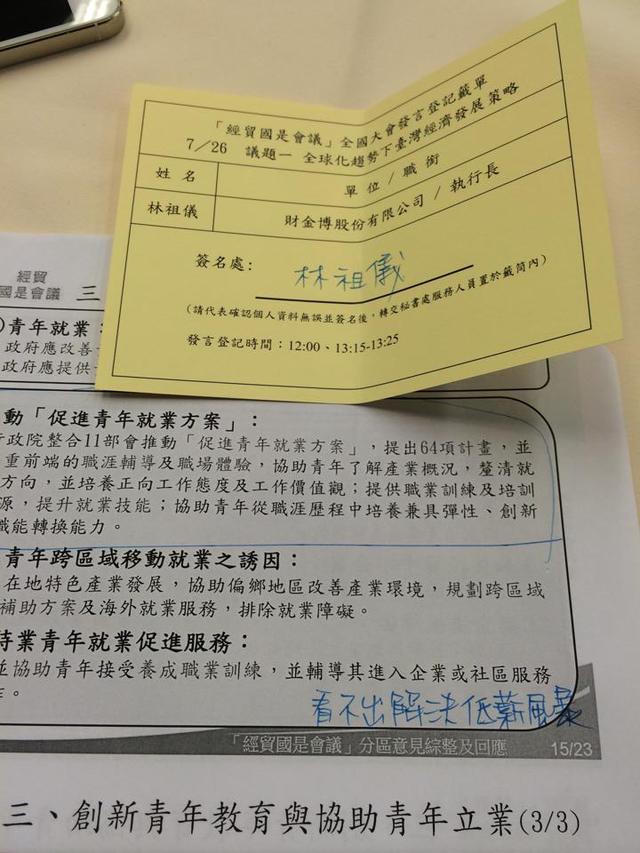 「經貿國是會議」全國大會發言登記籤單
7／26 議題一 全球化趨勢下臺灣經濟發展策略
姓名
單位 / 職銜
林祖儀
財金博股份有限公司 / 執行長
簽名處：
林祖儀
（請代表確認個人資料無誤並簽名後，轉交秘書處服務人員置於籤筒內）
發言登記時間：12:00、13:15-13:25
經貿
國是會議
三
)青年就業：
政府應改善
政府應提供
動「促進青年就業方案」：
政院整合11部會推動「促進青年就業方案」，提出64項計畫，並
重前端的職涯輔導及職場體驗，協助青年了解產業概況，釐清就
方向，並培養正向工作態度及工作價值觀；提供職業訓練及培訓
源，提升就業技能；協助青年從職涯歷程中培養兼具彈性、創新
職能轉換能力。
青年跨區域移動就業之誘因：
在地特色產業發展，協助偏鄉地區改善產業環境，規劃跨區域
補助方案及海外就業服務，排除就業障礙。
待業青年就業促進服務：
並協助青年接受養成職業訓練，並輔導其進入企業或社區服務
。
看不出解決低薪風暴
「經貿國是會議」分區意見綜整及回應
15/23
三、創新青年教育與協助青年立業(3/3)